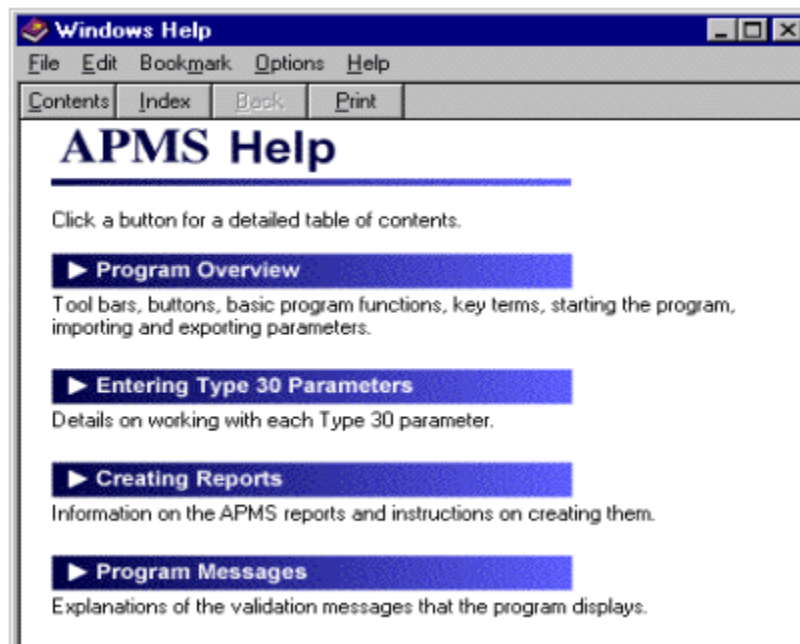 Windows Help
File Edit Bookmark Options Help
Contents Index Back Print
APMS Help
Click a button for a detailed table of contents.
Program Overview
Tool bars, buttons, basic program functions, key terms, starting the program,
importing and exporting parameters.
Entering Type 30 Parameters
Details on working with each Type 30 parameter.
Creating Reports
Information on the APMS reports and instructions on creating them.
Program Messages
Explanations of the validation messages that the program displays.